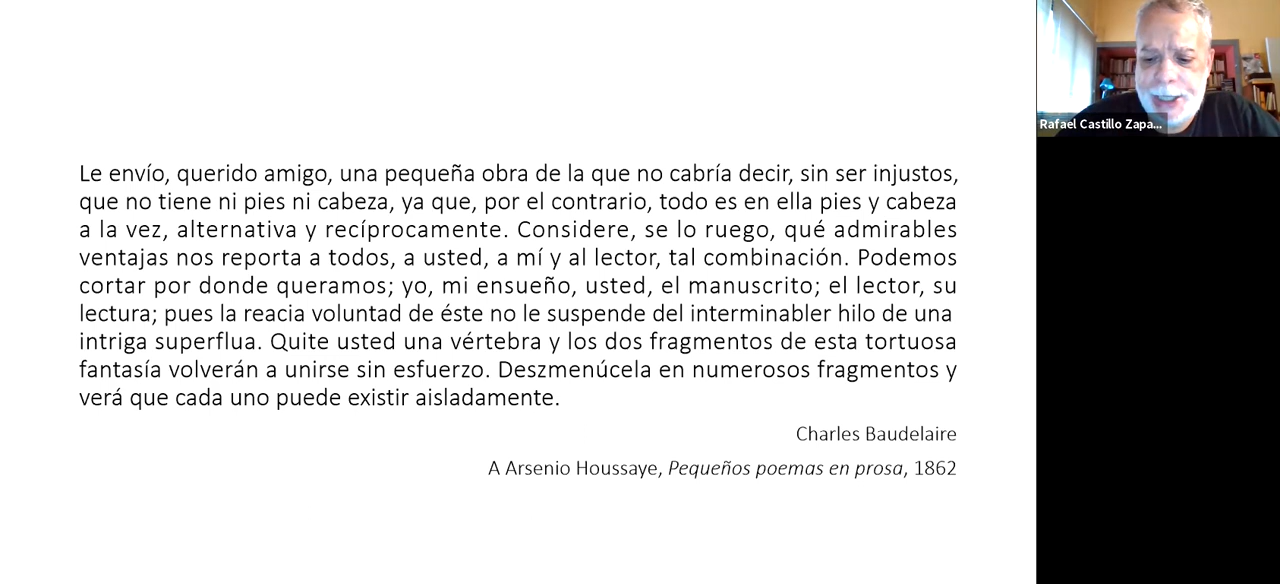 Le envío, querido amigo, una pequeña obra de la que no cabría decir, sin ser injustos,
que no tiene ni pies ni cabeza, ya que, por el contrario, todo es en ella pies y cabeza
a la vez, alternativa y recíprocamente. Considere, se lo ruego, qué admirables
ventajas nos reporta a todos, a usted, a mí y al lector, tal combinación. Podemos
cortar por donde queramos; yo, mi ensueño, usted, el manuscrito; el lector, su
lectura; pues la reacia voluntad de éste no le suspende del interminabler hilo de una
intriga superflua. Quite usted una vértebra y los dos fragmentos de esta tortuosa
fantasía volverán a unirse sin esfuerzo. Deszmenúcela en numerosos fragmentos y
verá que cada uno puede existir aisladamente.
Charles Baudelaire
A Arsenio Houssaye, Pequeños poemas en prosa, 1862
Rafael Castillo Zapa...